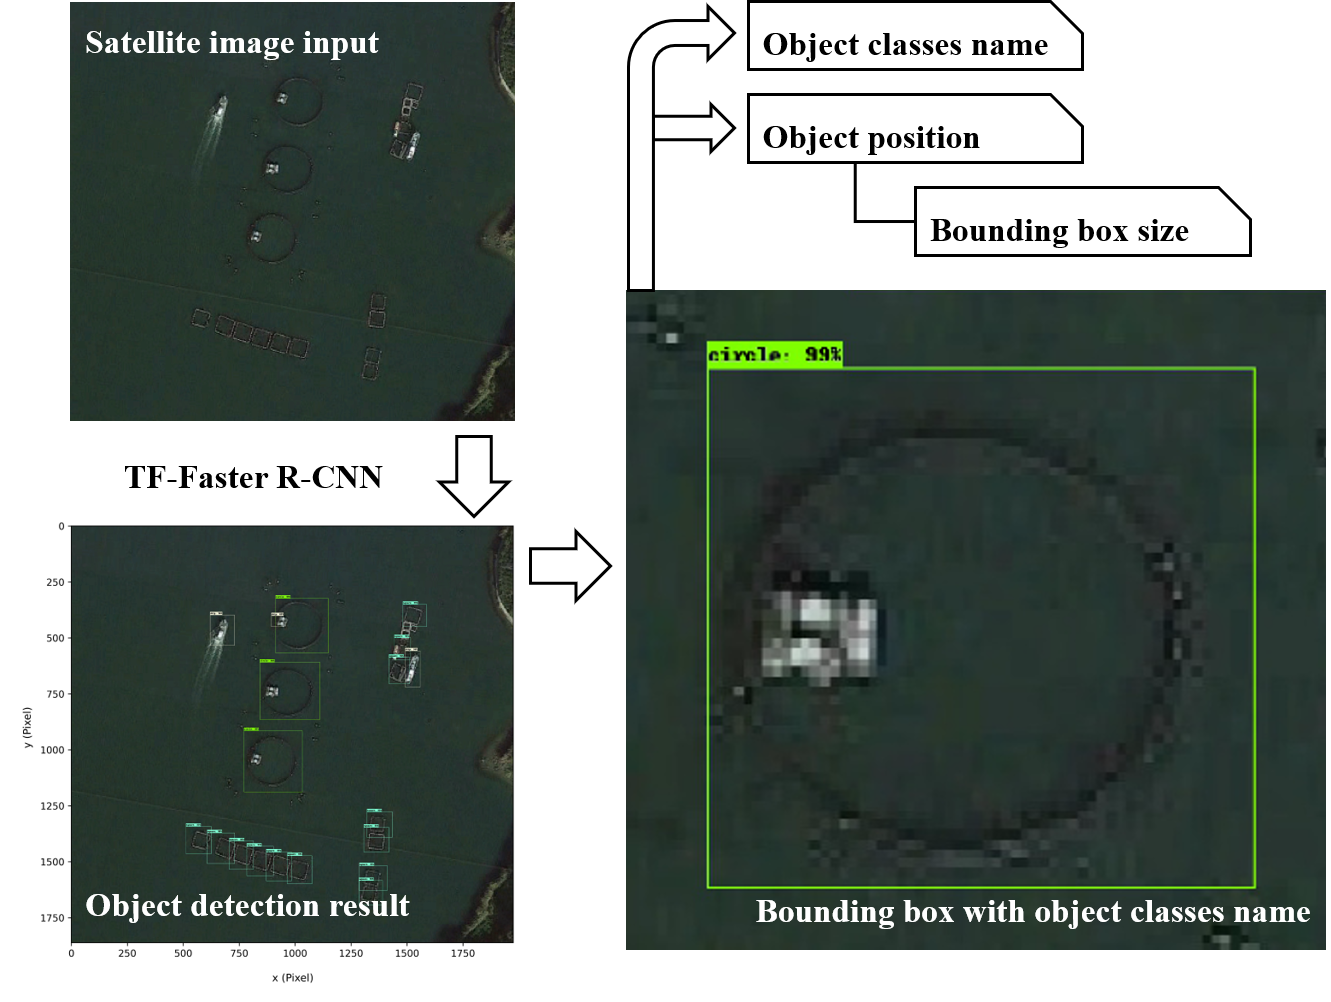 Satellite image input
Object classes name
Object position
Bounding box size
circle: 99%
TF-Faster R-CNN
0
250
500
750
1000
1250
1500
1750
y (Pixel)
Object detection result
0 250 500 750 1000 1250 1500 1750
x (Pixel)
Bounding box with object classes name